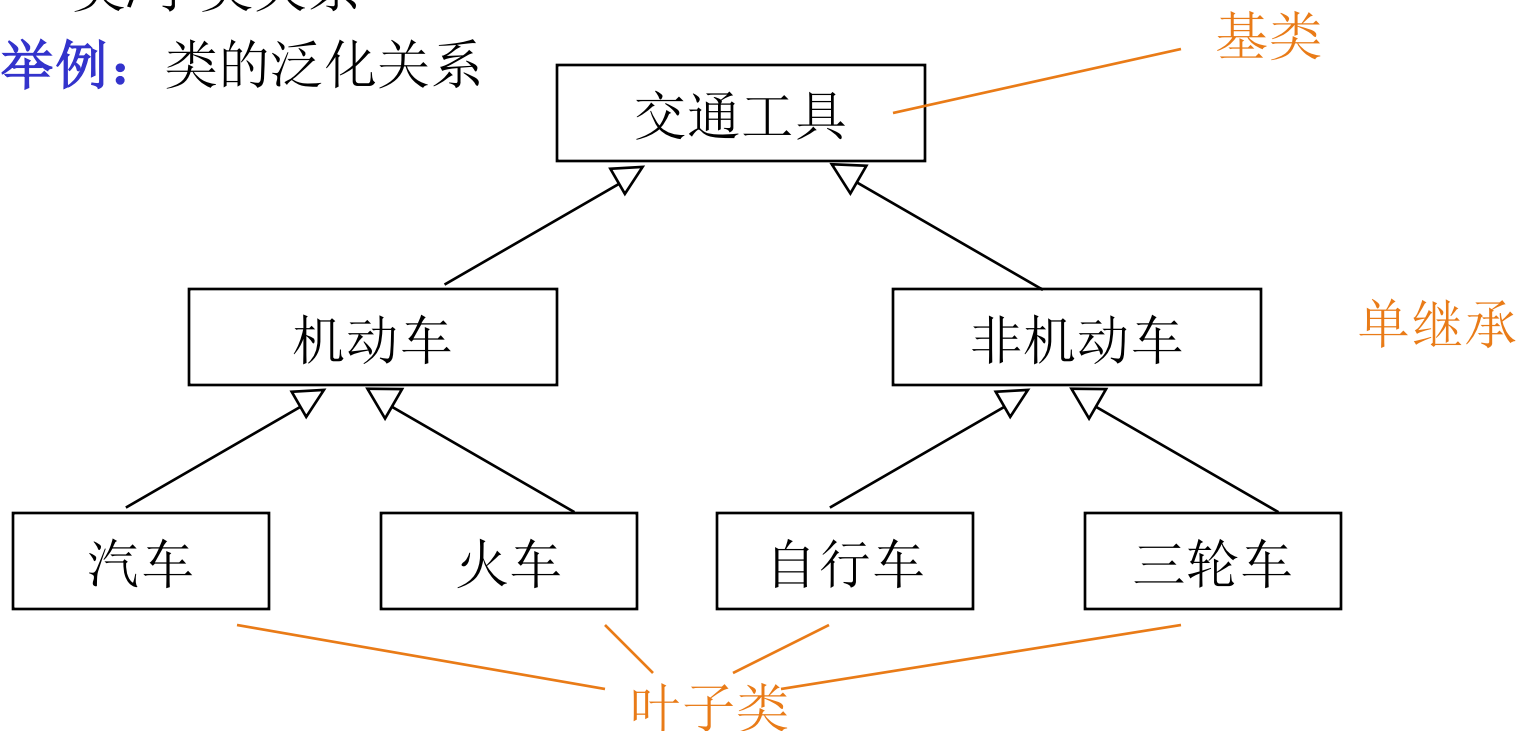 举例：类的泛化关系
基类
交通工具
机动车
非机动车
单继承
汽车
火车
自行车
三轮车
叶子类